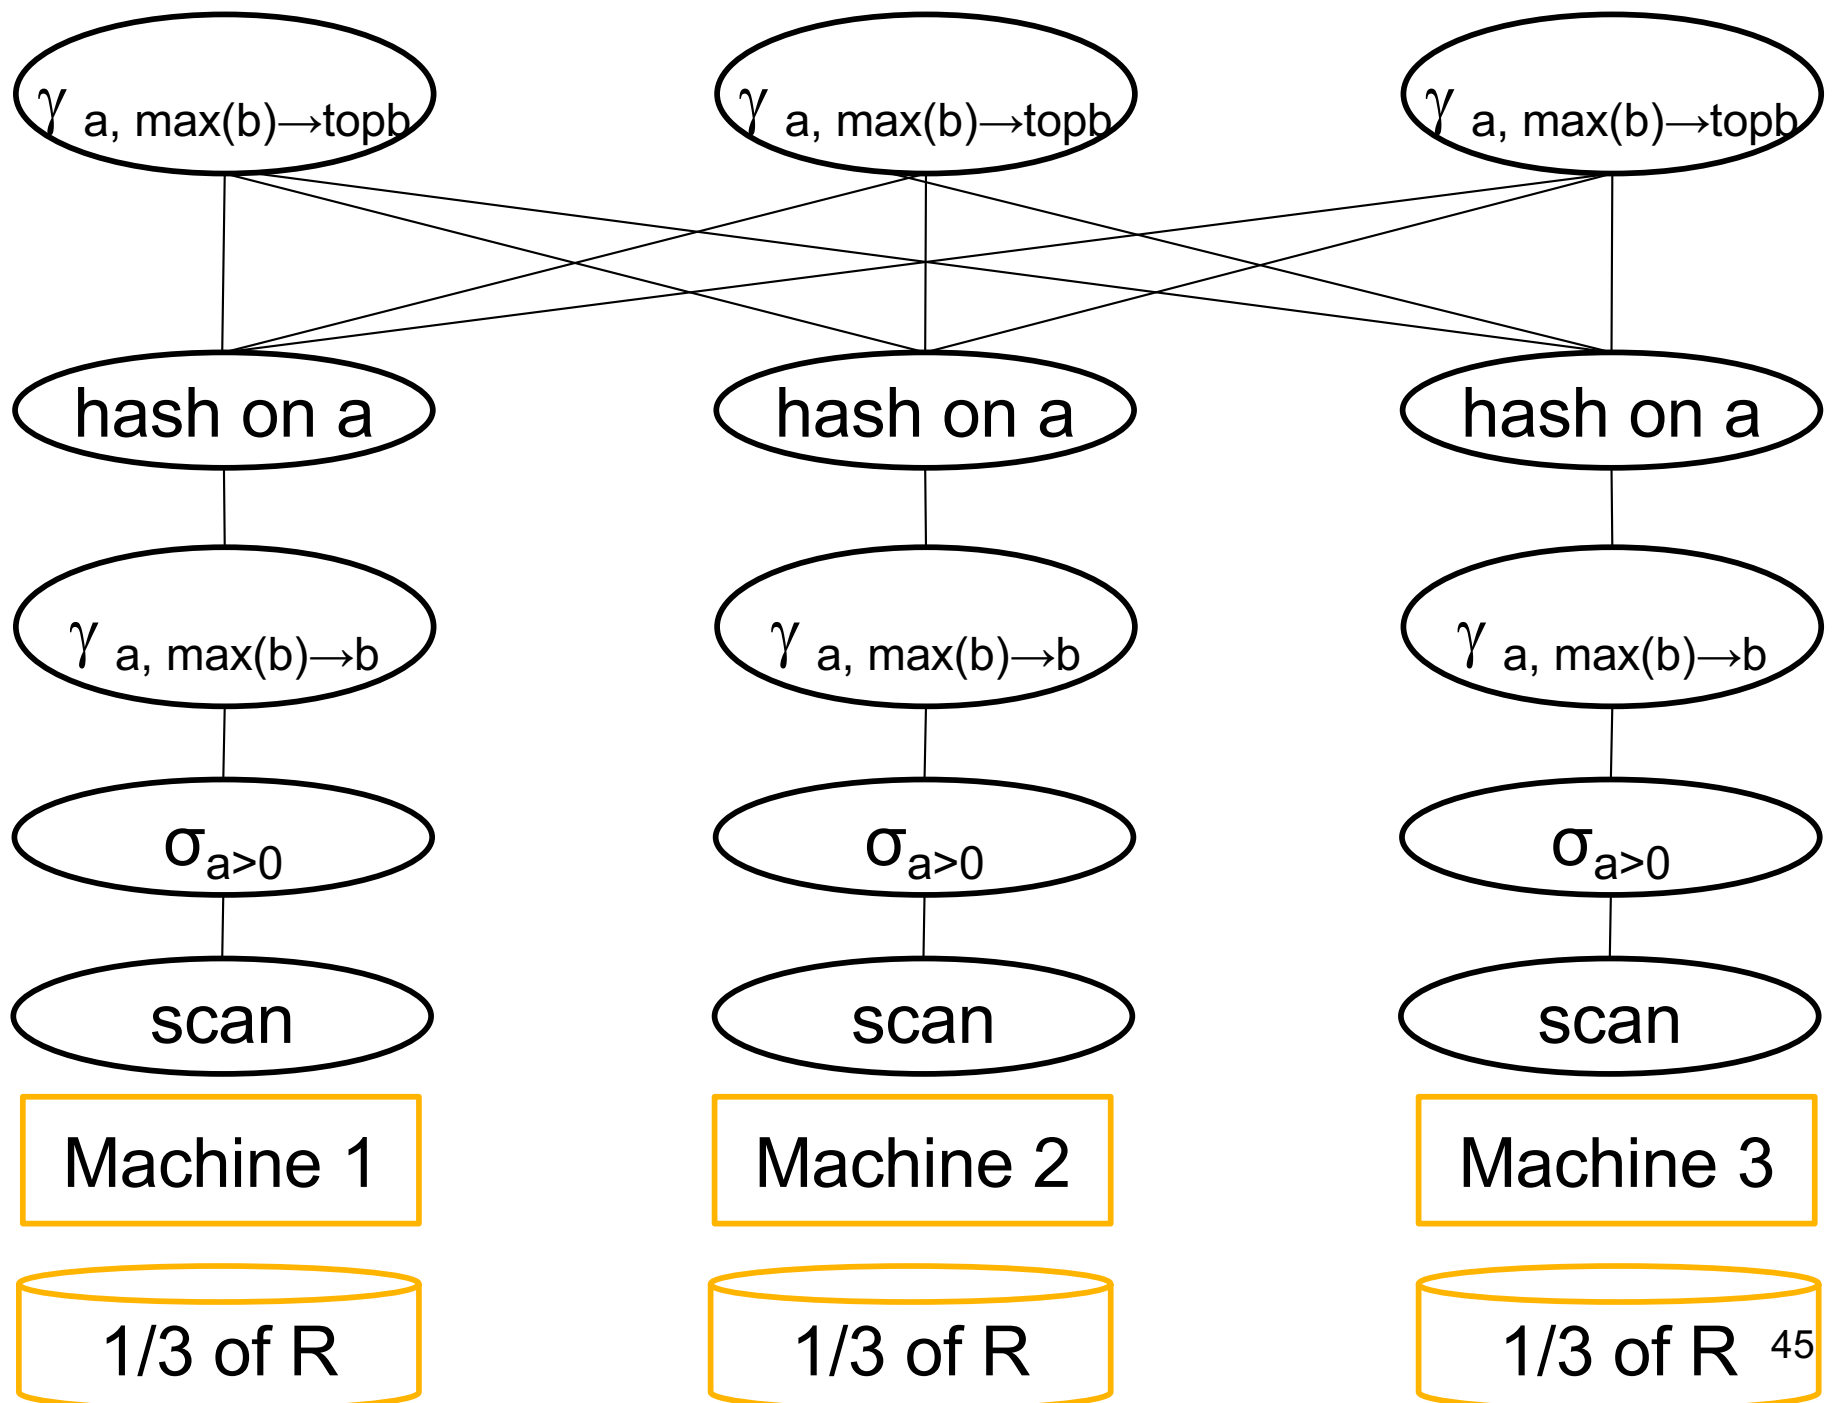 γ a, max(b)→topb γ a, max(b)→topb γ a, max(b)→topb
hash on a hash on a hash on a
γ a, max(b)→b γ a, max(b)→b γ a, max(b)→b
σa>0 σa>0 σa>0
scan scan scan
Machine 1 Machine 2 Machine 3
1/3 of R 1/3 of R 1/3 of R 45